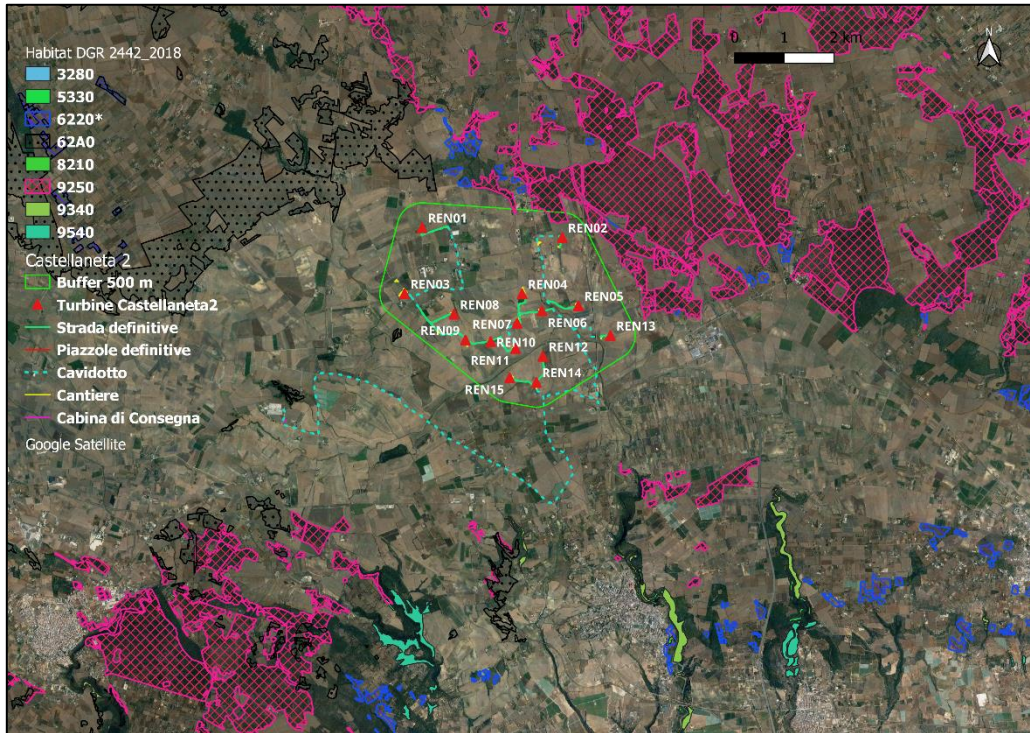 Habitat DGR 2442_2018
3280
5330
6220*
62A0
8210
9250
9340
9540
Castellaneta 2
Buffer 500 m
Turbine Castellaneta2
Strada definitive
Piazzole definitive
Cavidotto
Cantiere
Cabina di Consegna
Google Satellite
0 1 2 km
N
REN01
REN02
REN03
REN04
REN08
REN05
REN09
REN07
REN06
REN13
REN10
REN12
REN11
REN15
REN14